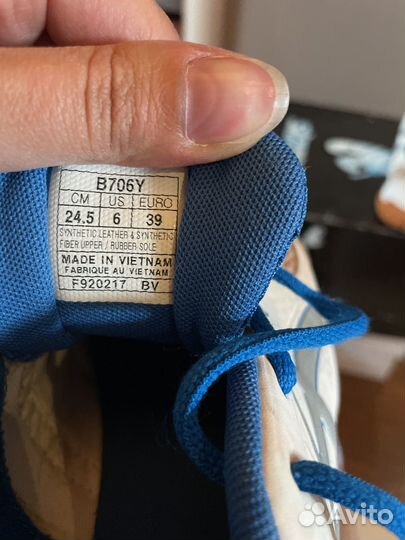 B706Y
CM US EURO
24.5 6 39
SYNTHETIC LEATHER & SYNTHETIC
FIBER UPPER / RUBBER SOLE
MADE IN VIETNAM
FABRIQUE AU VIETNAM
F920217 BV
Avito